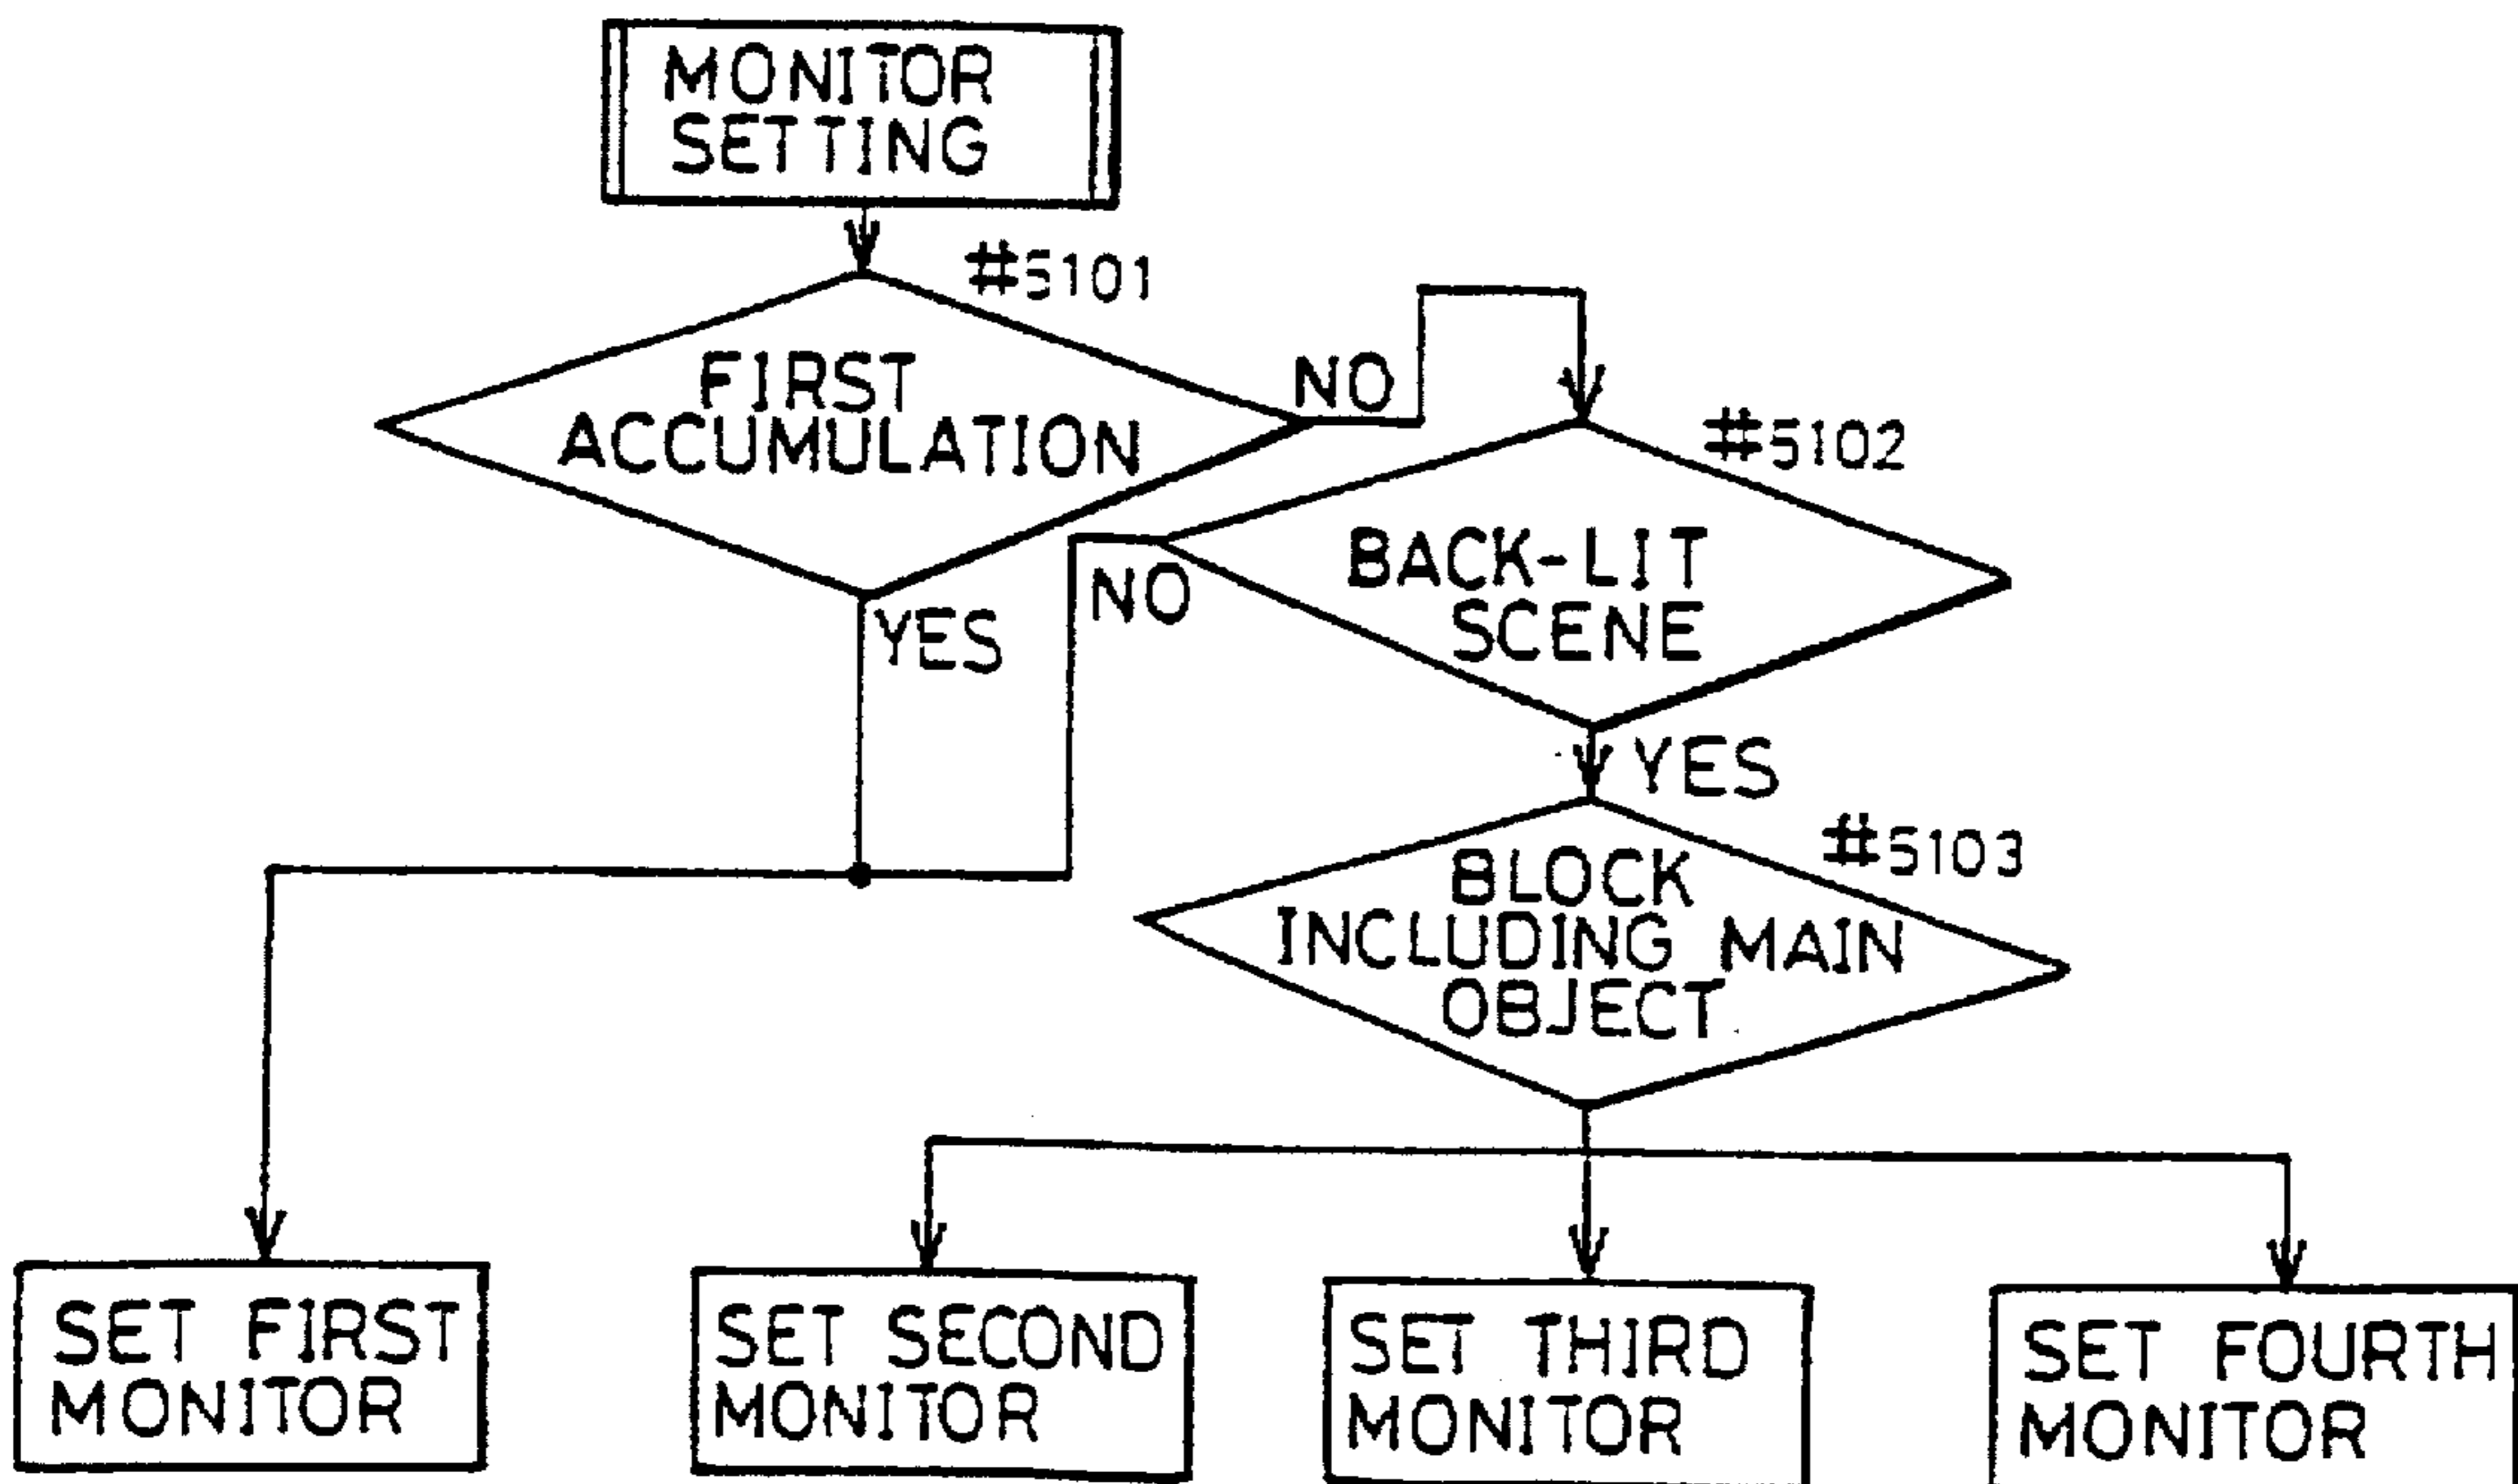 MONITOR
SETTING
#5101
FIRST
ACCUMULATION
NO
YES
#5102
BACK-LIT
SCENE
NO
YES
#5103
BLOCK
INCLUDING MAIN
OBJECT
SET FIRST
MONITOR
SET SECOND
MONITOR
SET THIRD
MONITOR
SET FOURTH
MONITOR